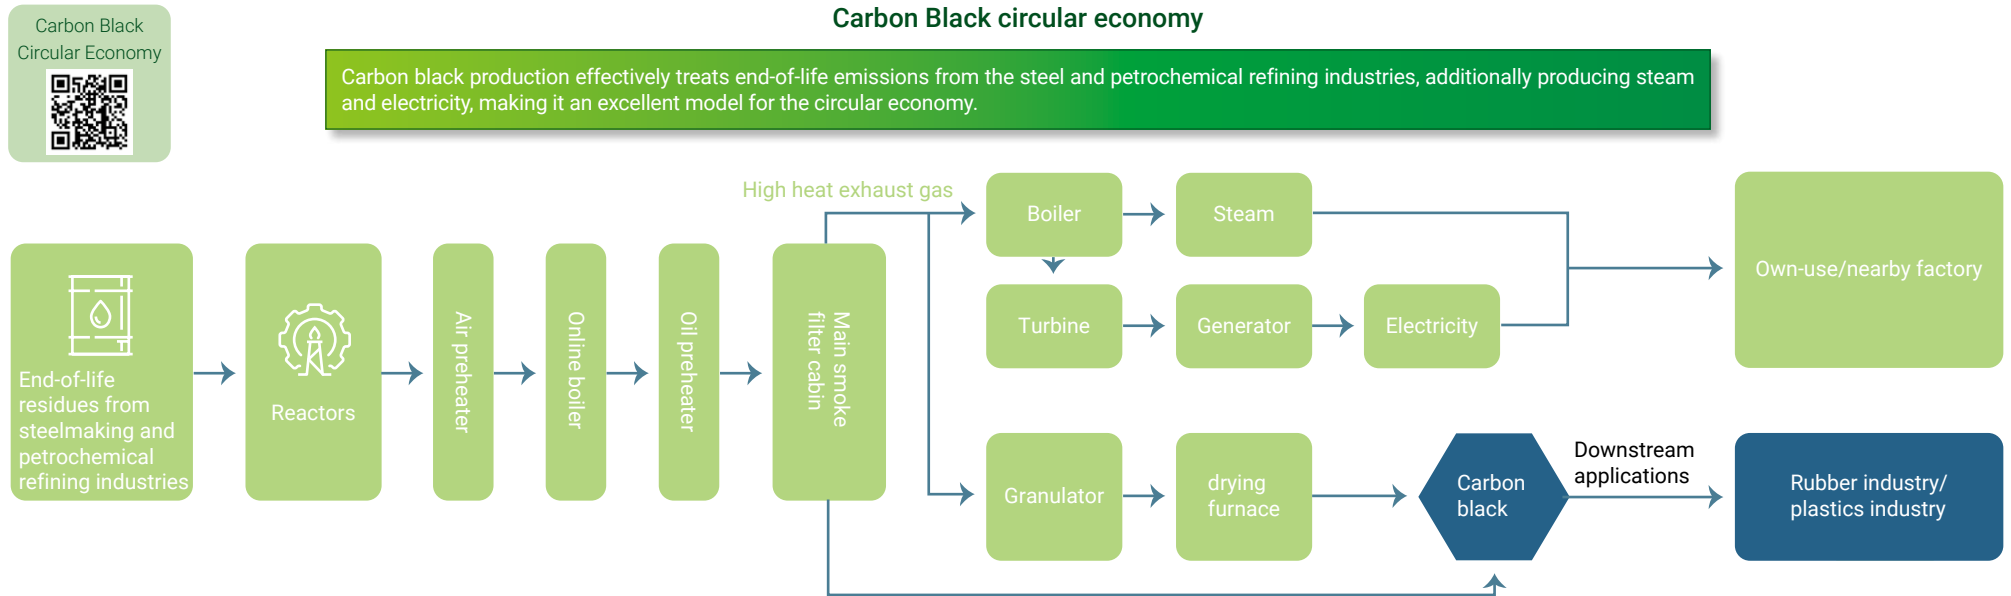 Carbon Black
Circular Economy
Carbon Black circular economy
Carbon black production effectively treats end-of-life emissions from the steel and petrochemical refining industries, additionally producing steam
and electricity, making it an excellent model for the circular economy.
End-of-life
residues from
steelmaking and
petrochemical
refining industries
Reactors
Air preheater
Online boiler
Oil preheater
Main smoke
filter cabin
High heat exhaust gas
Boiler
Steam
Turbine
Generator
Electricity
Own-use/nearby factory
Granulator
drying
furnace
Carbon
black
Downstream
applications
Rubber industry/
plastics industry